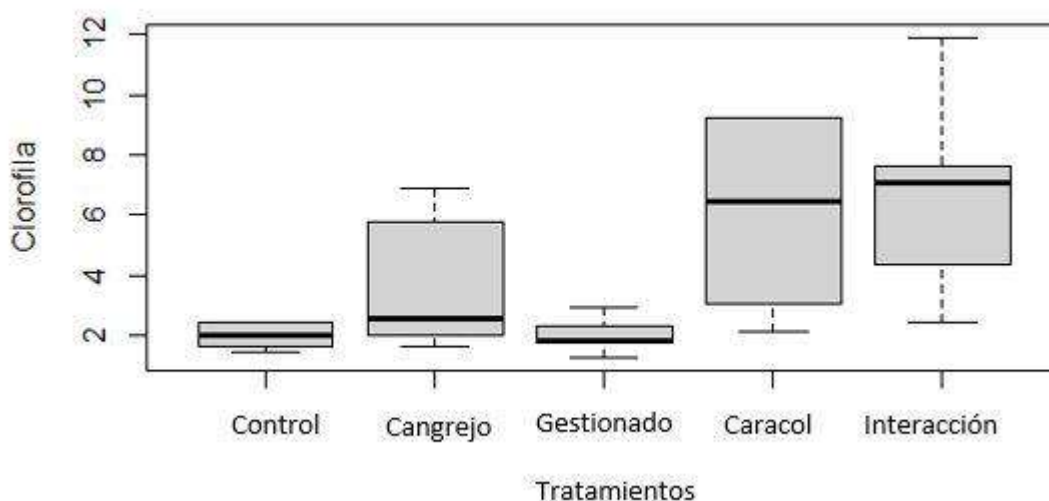 Clorofila
12
10
8
6
4
2
Control Cangrejo Gestionado Caracol Interacción
Tratamientos